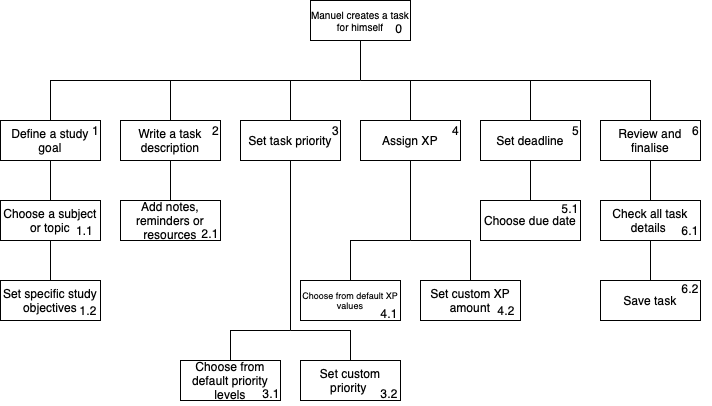 Manuel creates a task
for himself 0
Define a study 1
goal
Write a task 2
description
Set task priority 3
Assign XP 4
Set deadline 5
Review and 6
finalise
Choose a subject
or topic 1.1
Add notes,
reminders or
resources 2.1
5.1
Choose due date
Check all task
details 6.1
Set specific study
objectives 1.2
Choose from default XP
values 4.1
Set custom XP
amount 4.2
6.2
Save task
Choose from
default priority
levels 3.1
Set custom
priority 3.2